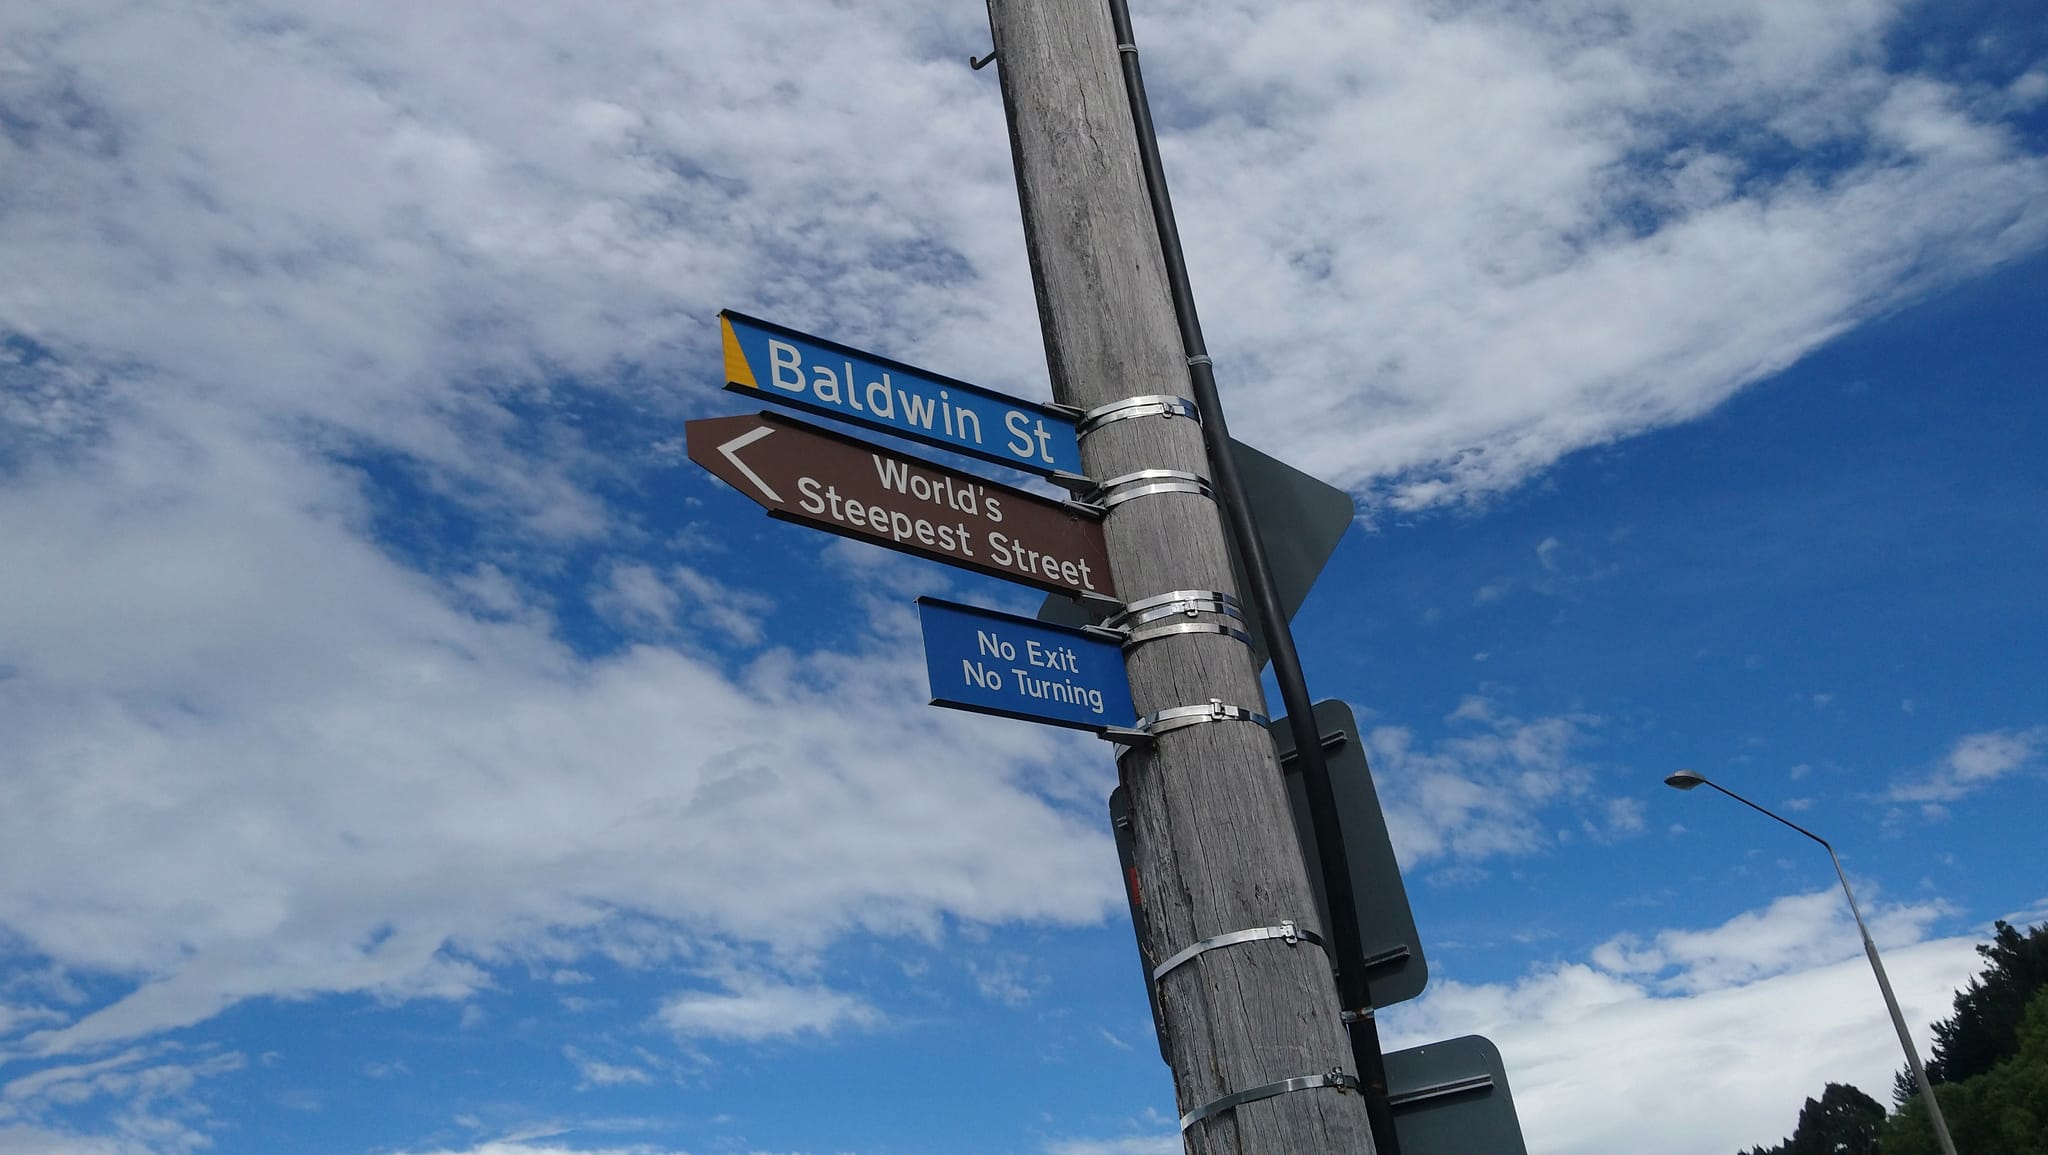 Baldwin St
World's
Steepest Street
No Exit
No Turning